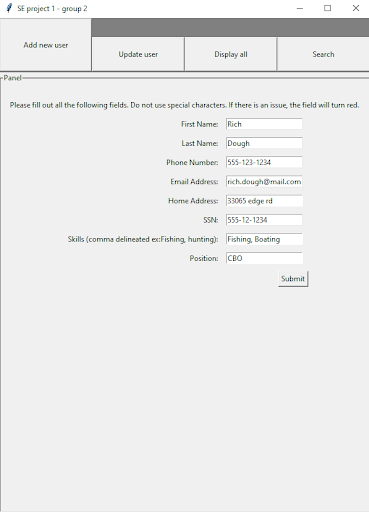 SE project 1 - group 2
Add new user
Update user
Display all
Search
Panel
Please fill out all the following fields. Do not use special characters. If there is an issue, the field will turn red.
First Name: Rich
Last Name: Dough
Phone Number: 555-123-1234
Email Address: rich.dough@mail.com
Home Address: 33065 edge rd
SSN: 555-12-1234
Skills (comma delineated ex:Fishing, hunting): Fishing, Boating
Position: CBO
Submit